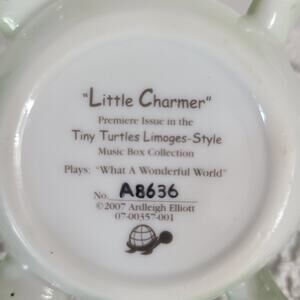 "Little Charmer"
Premiere Issue in the
Tiny Turtles Limoges-Style
Music Box Collection
Plays: "What A Wonderful World"
No. A8636
©2007 Ardleigh Elliott
07-00357-001